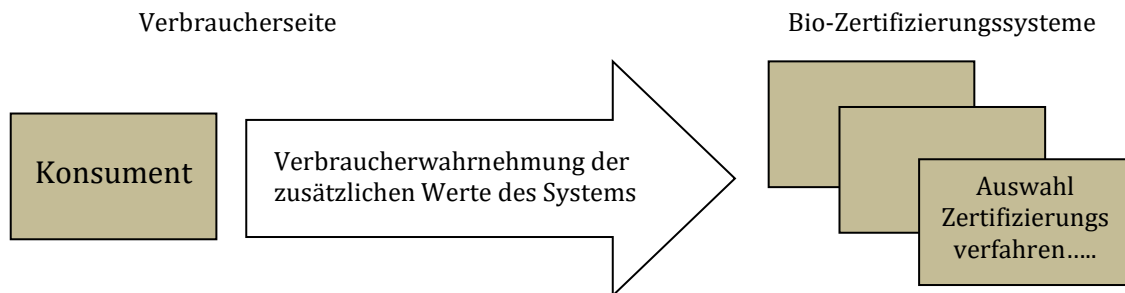 Verbraucherseite
Bio-Zertifizierungssysteme
Konsument
Verbraucherwahrnehmung der
zusätzlichen Werte des Systems
Auswahl
Zertifizierungs
verfahren…..